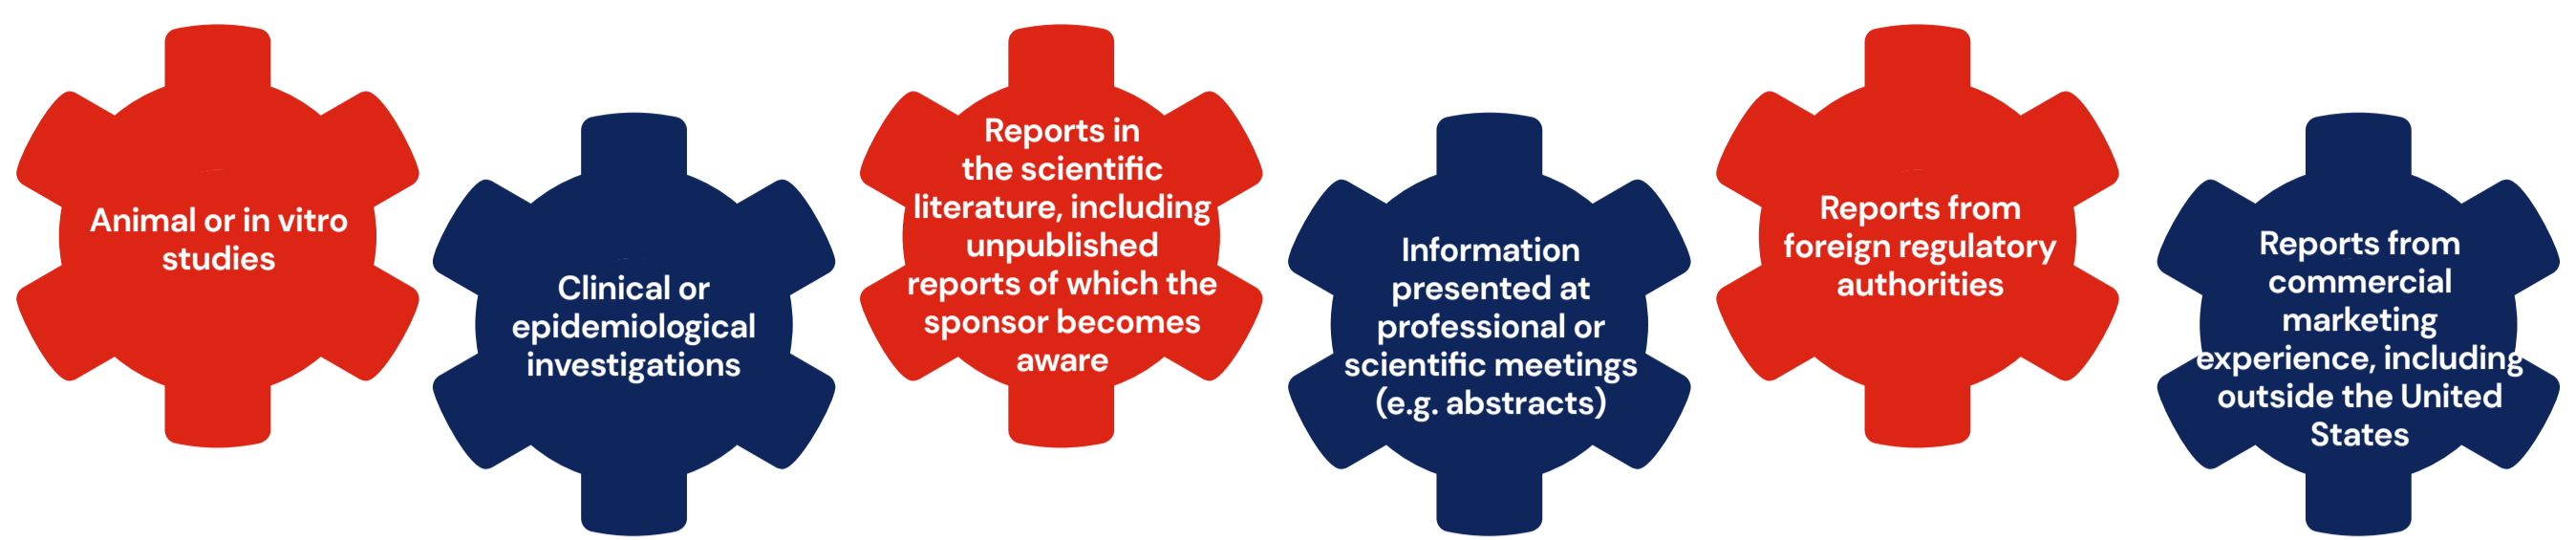 Animal or in vitro
studies
Clinical or
epidemiological
investigations
Reports in
the scientific
literature, including
unpublished
reports of which the
sponsor becomes
aware
Information
presented at
professional or
scientific meetings
(e.g. abstracts)
Reports from
foreign regulatory
authorities
Reports from
commercial
marketing
experience, including
outside the United
States